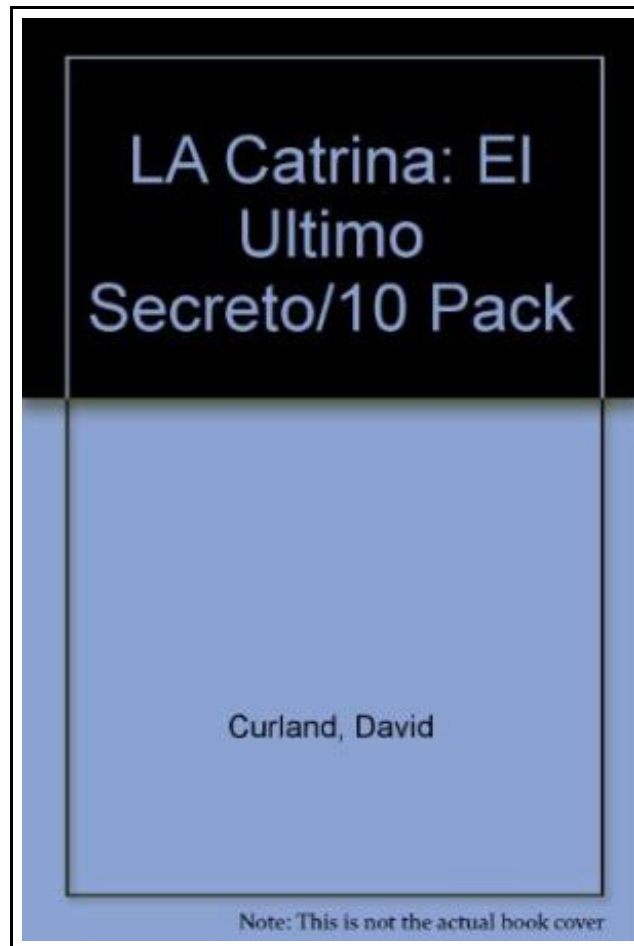 LA Catrina: El
Ultimo
Secreto/10 Pack
Curland, David
Note: This is not the actual book cover